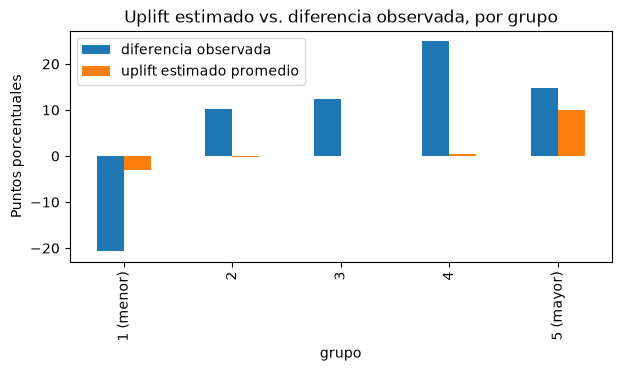 Uplift estimado vs. diferencia observada, por grupo
diferencia observada
uplift estimado promedio
Puntos porcentuales
20
10
0
−10
−20
1 (menor)
2
3
4
5 (mayor)
grupo